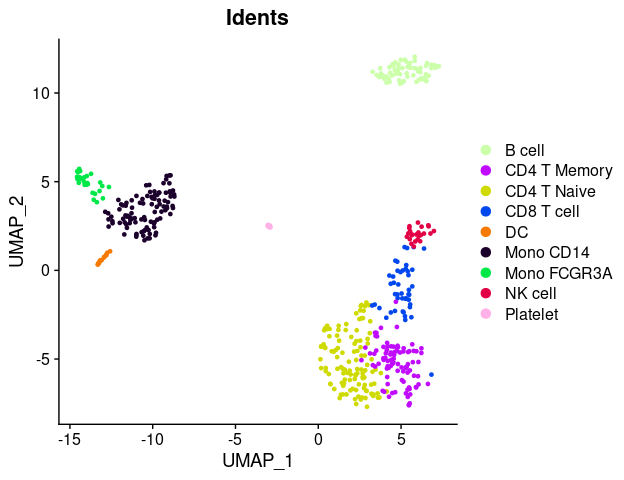 Idents
UMAP_2
10
5
0
-5
-15
-10
-5
0
5
UMAP_1
B cell
CD4 T Memory
CD4 T Naive
CD8 T cell
DC
Mono CD14
Mono FCGR3A
NK cell
Platelet